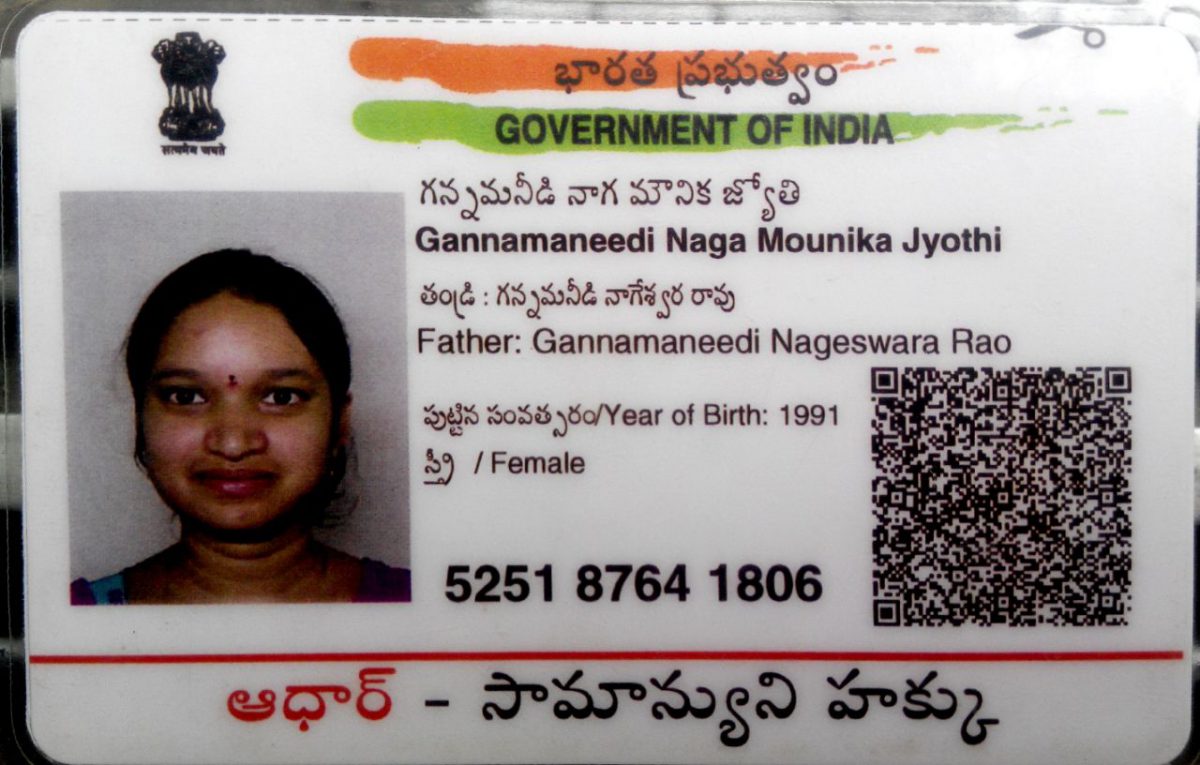 भारత ప్రభుత్వం
GOVERNMENT OF INDIA
सत्यमेव जयते
గన్నమనీడి నాగ మౌనిక జ్యోతి
Gannamaneedi Naga Mounika Jyothi
తండ్రి : గన్నమనీడి నాగేశ్వర రావు
Father: Gannamaneedi Nageswara Rao
పుట్టిన సంవత్సరం/Year of Birth: 1991
స్త్రీ / Female
5251 8764 1806
ఆధార్ - సామాన్యుని హక్కు